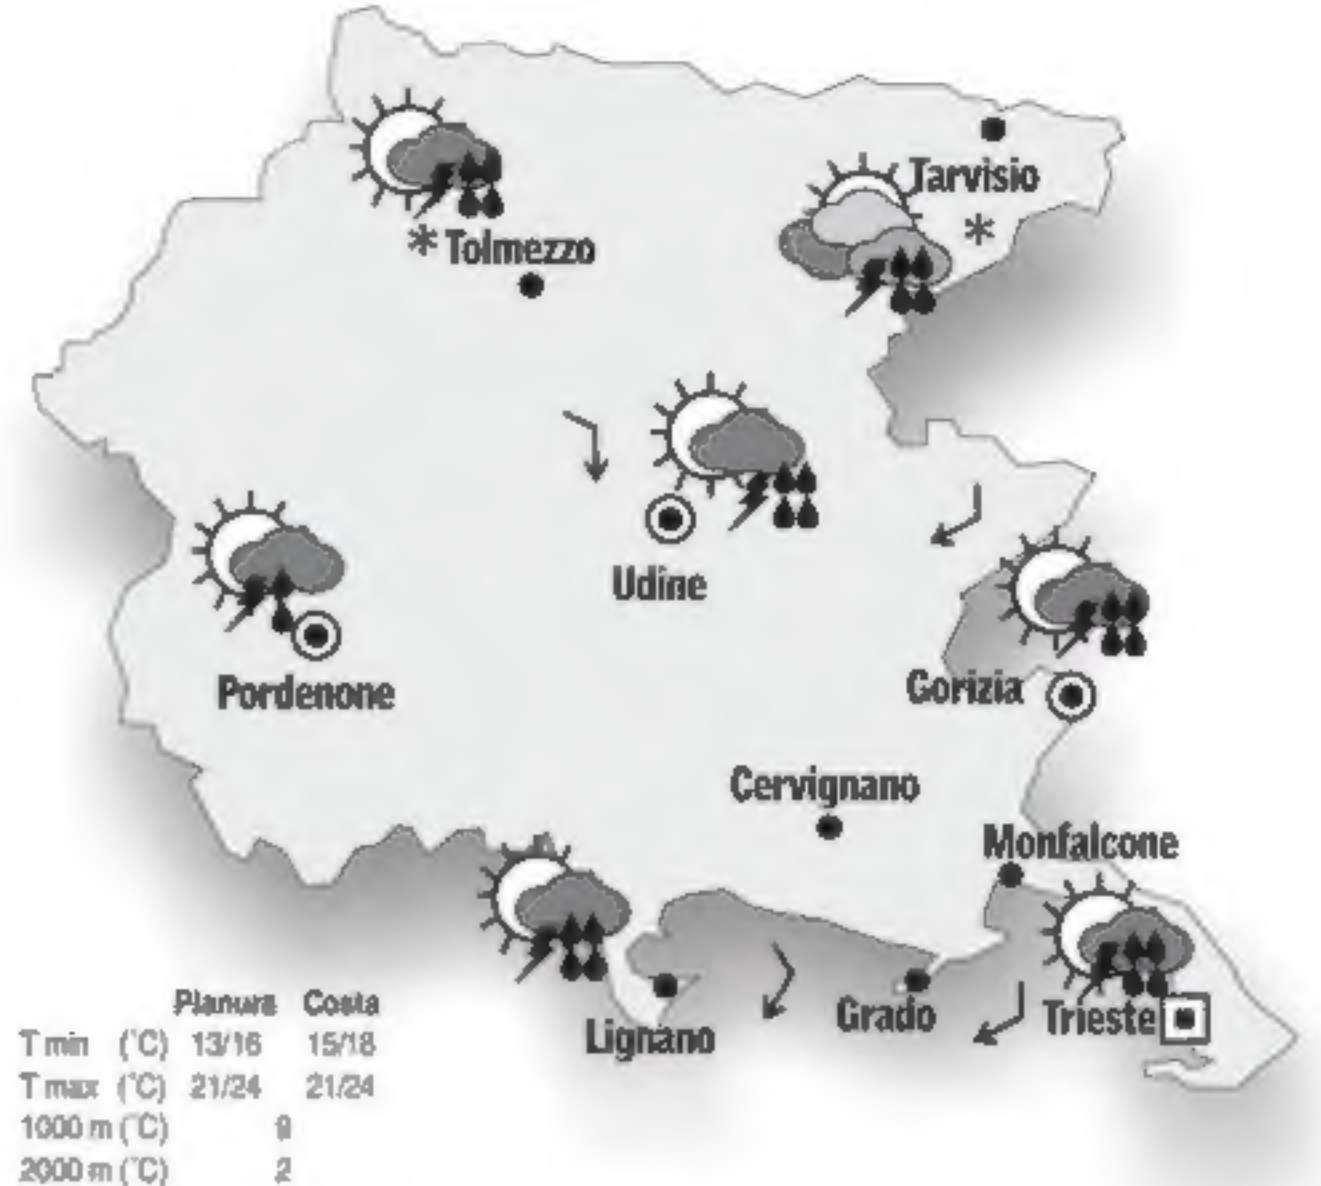 Tarvisio
* Tolmezzo
*
Udine
Pordenone
Gorizia
Cervignano
Monfalcone
Lignano
Grado
Trieste
Pianura Costa
T min (°C) 13/16 15/18
T max (°C) 21/24 21/24
1000 m (°C)
2000 m (°C) 2